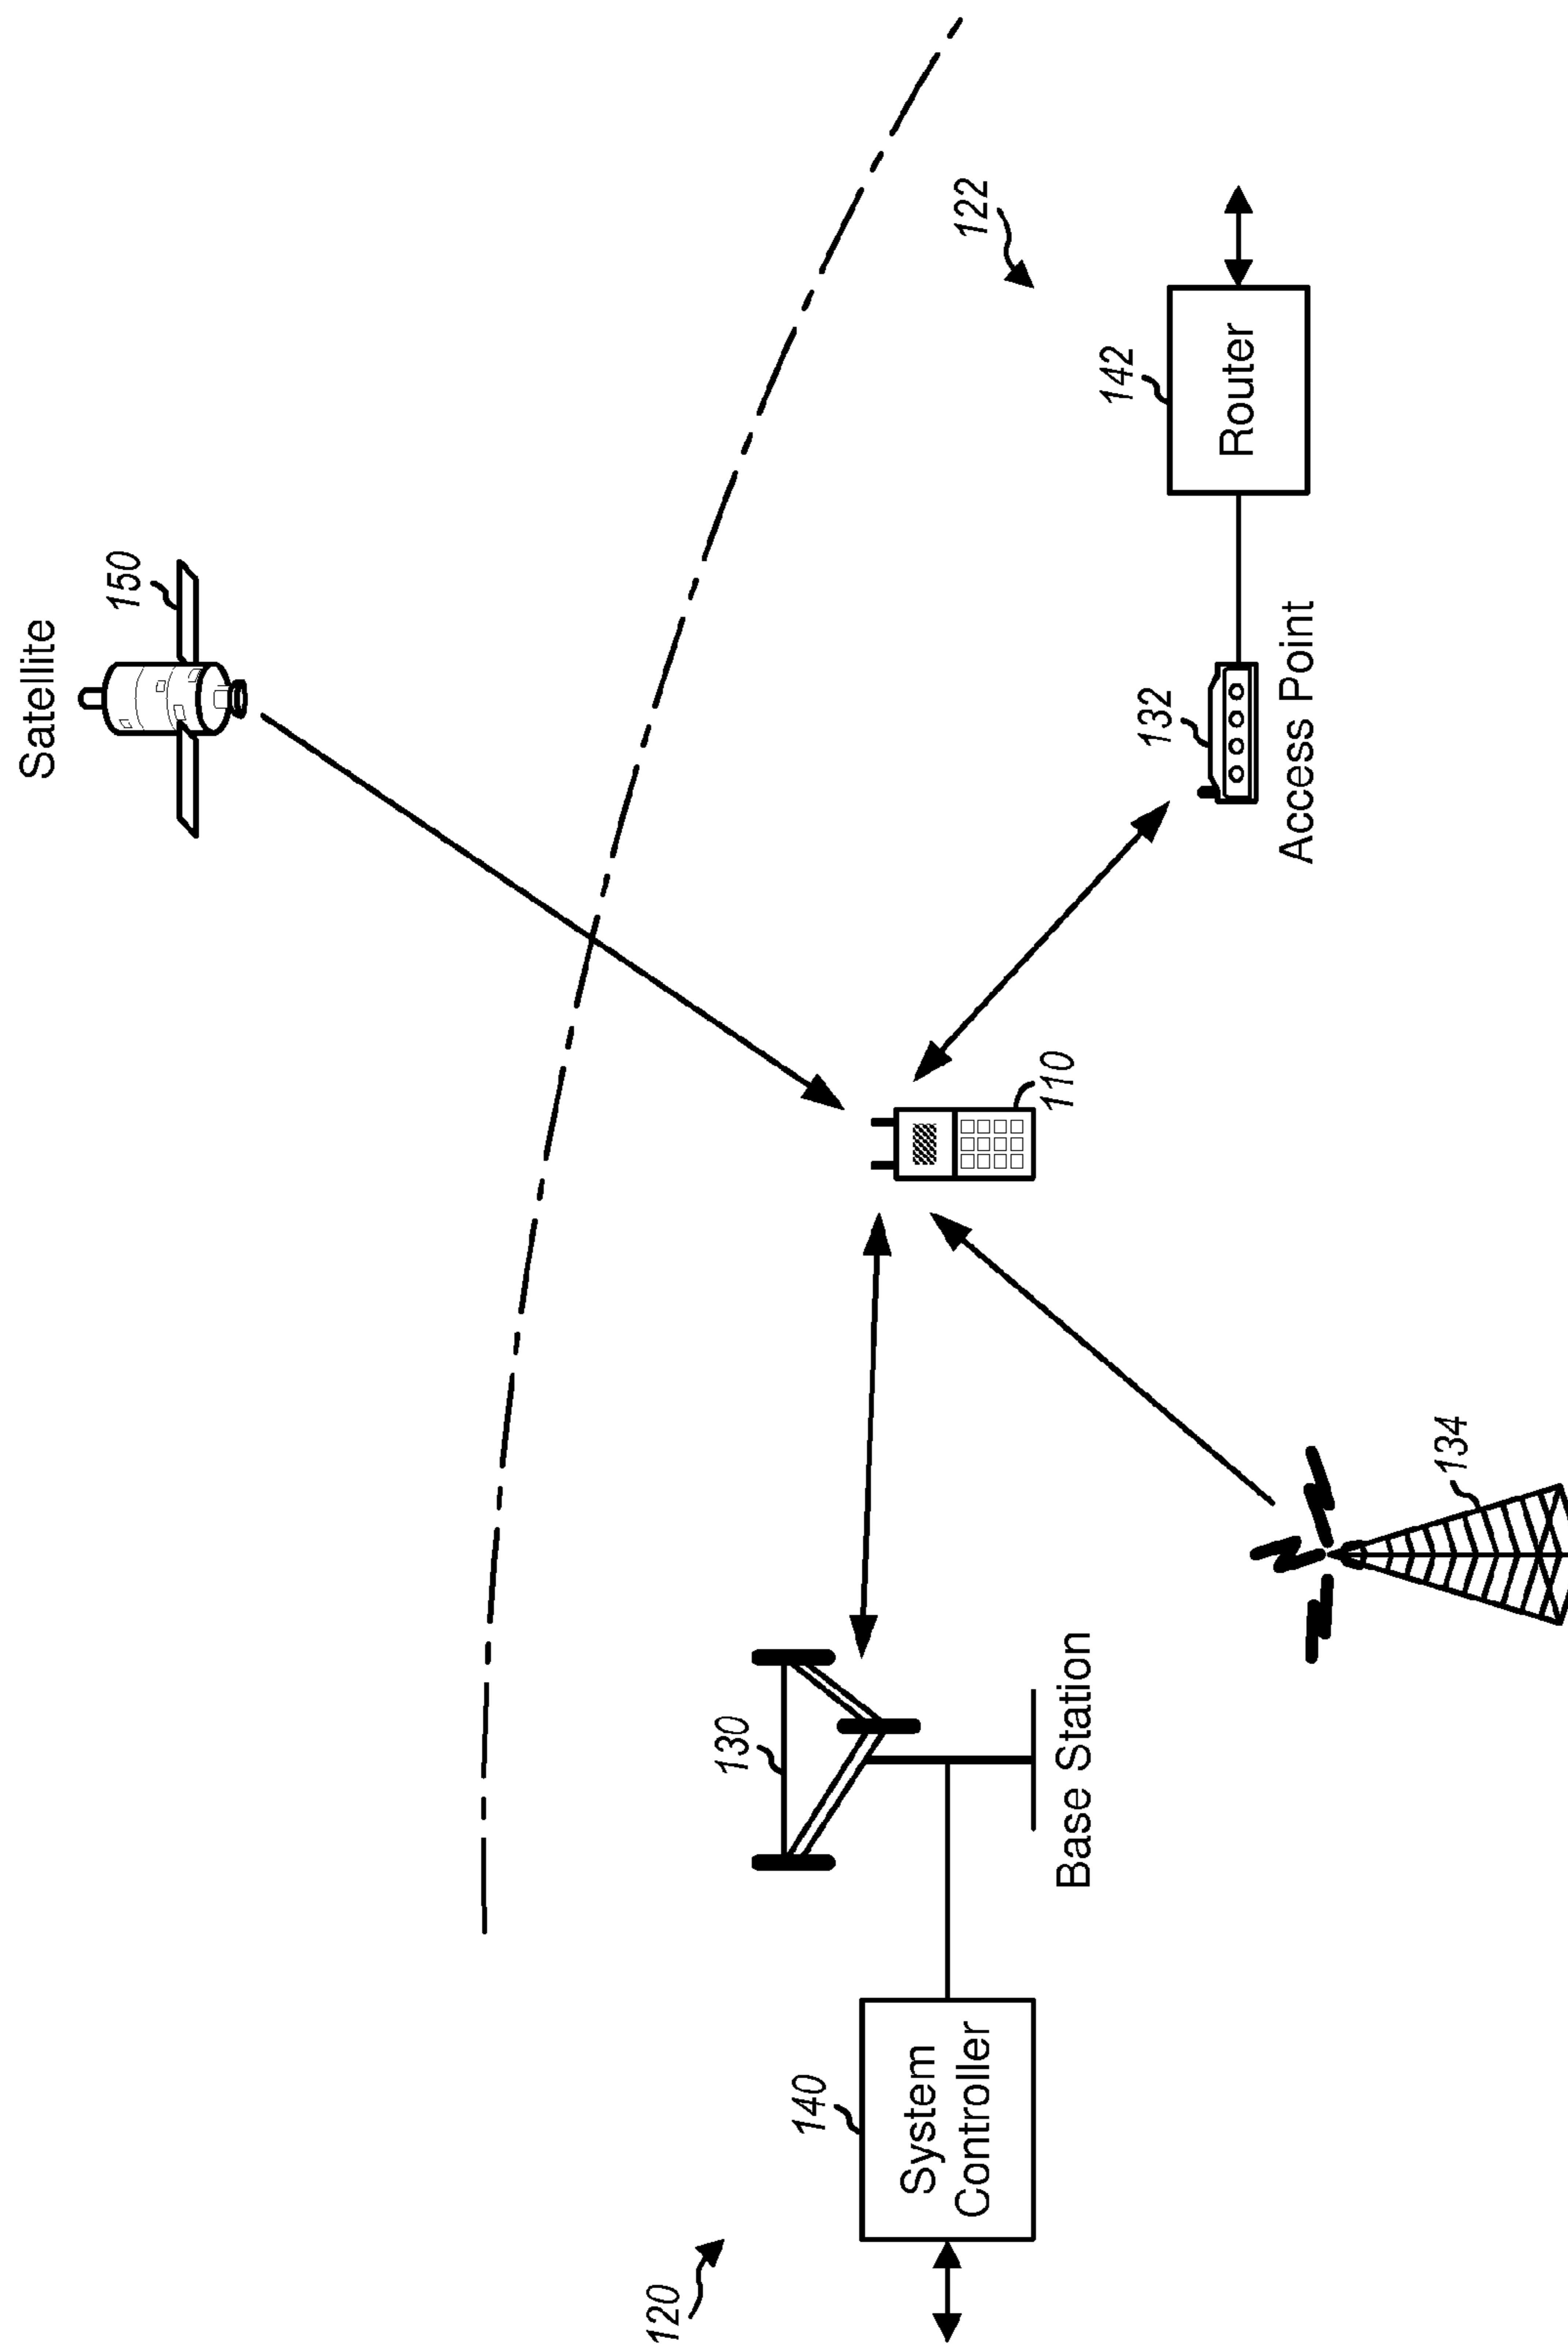 Satellite
150
122
142
Router
132
Access Point
110
130
Base Station
134
120
140
System
Controller